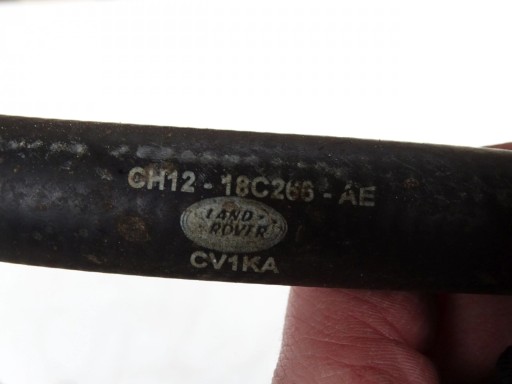 CH12 - 18C266 - AE
LAND-
ROVER
CV1KA